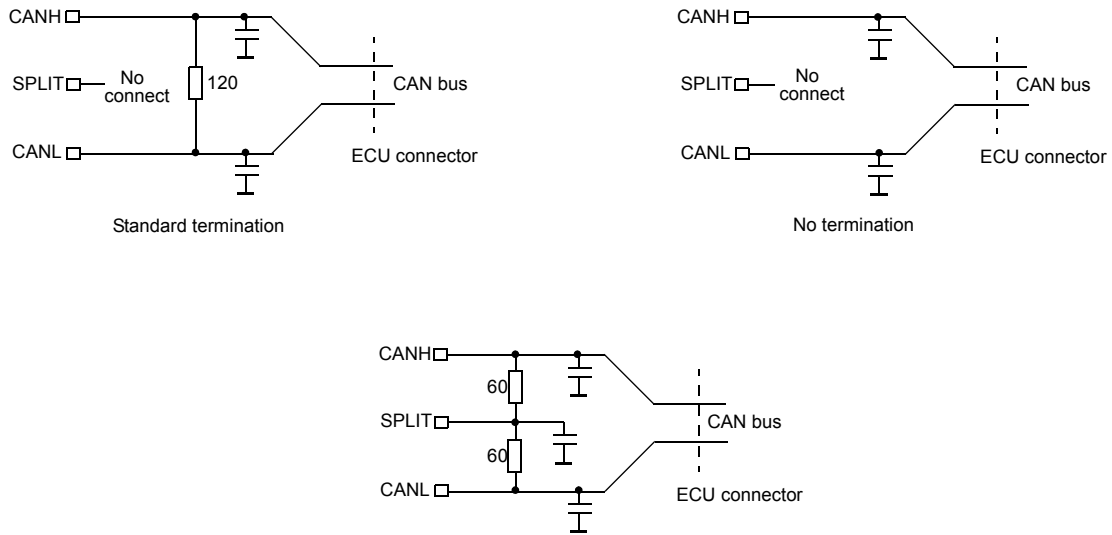 CANH
SPLIT
No
connect
120
CANL
CAN bus
ECU connector
Standard termination
CANH
SPLIT
No
connect
CANL
CAN bus
ECU connector
No termination
CANH
60
SPLIT
60
CANL
CAN bus
ECU connector